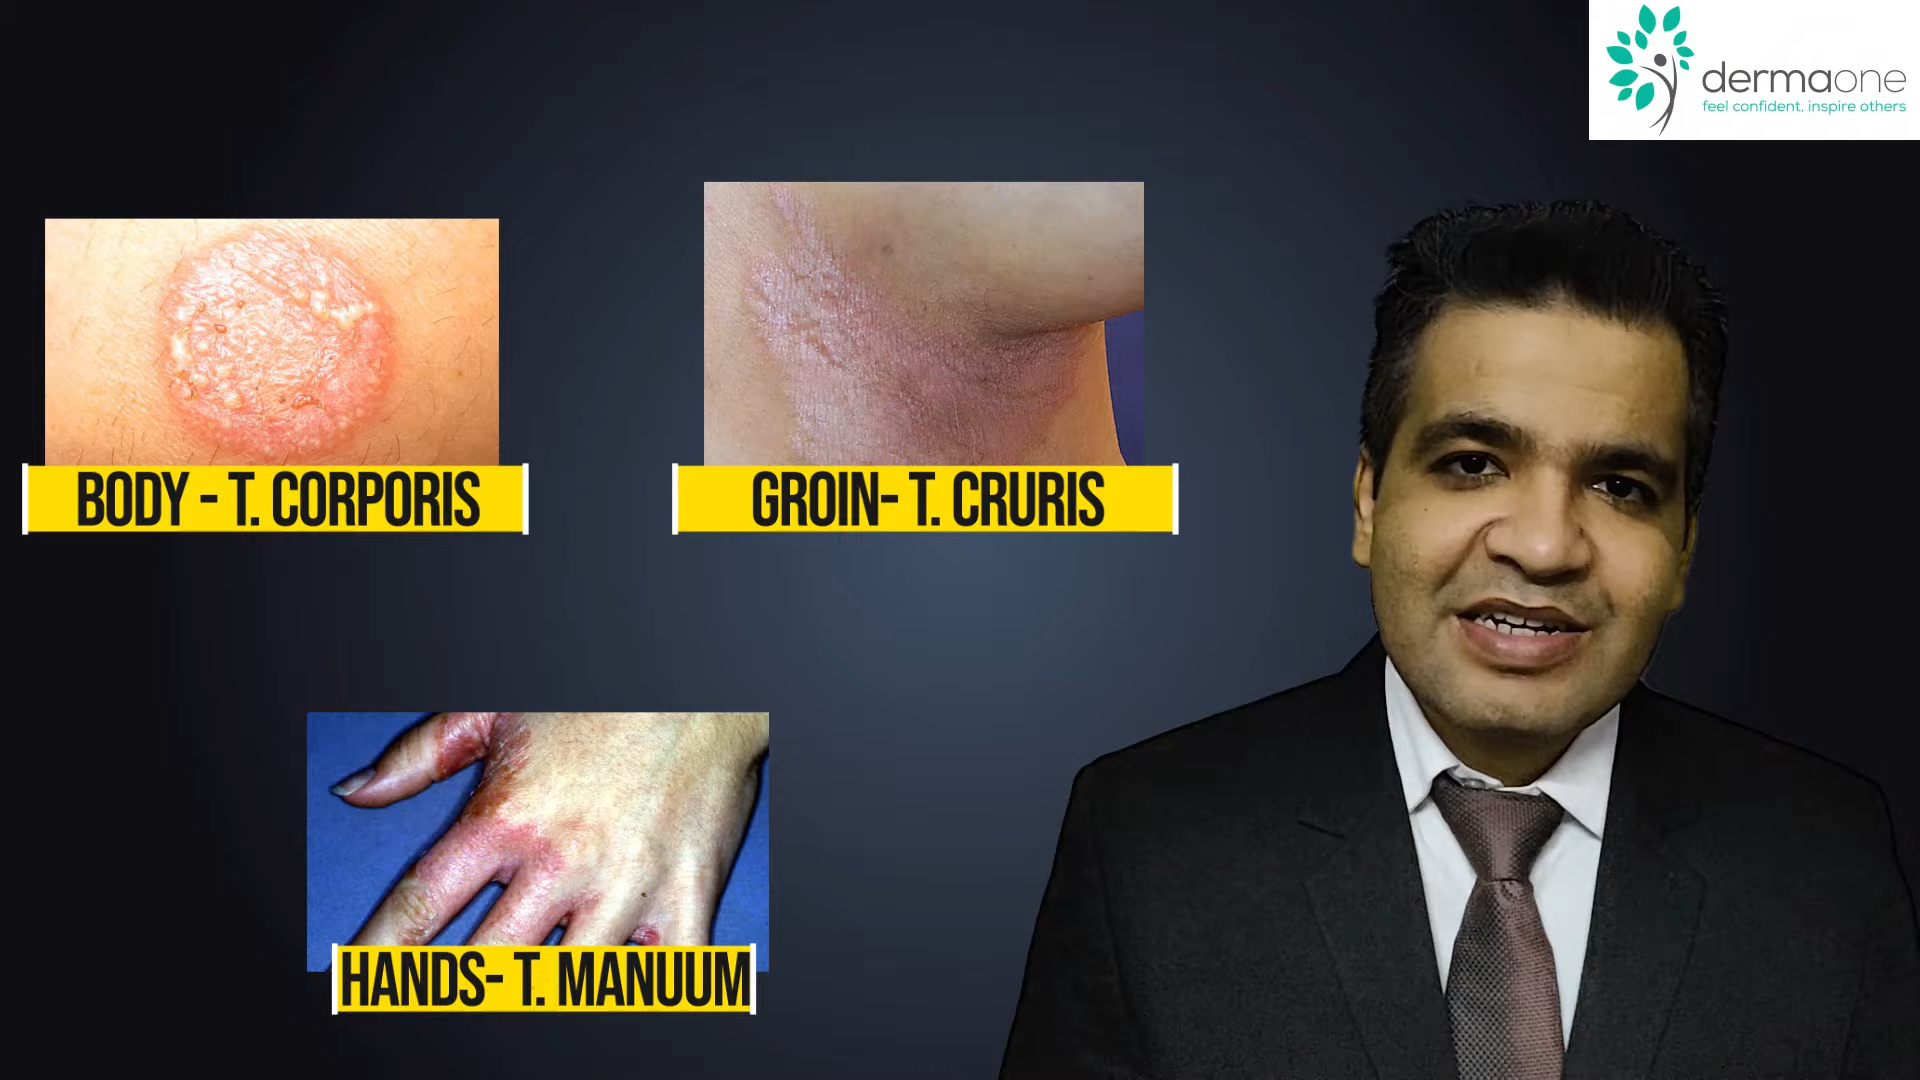 dermaone
feel confident, inspire others
BODY - T. CORPORIS
GROIN- T. CRURIS
HANDS- T. MANUUM